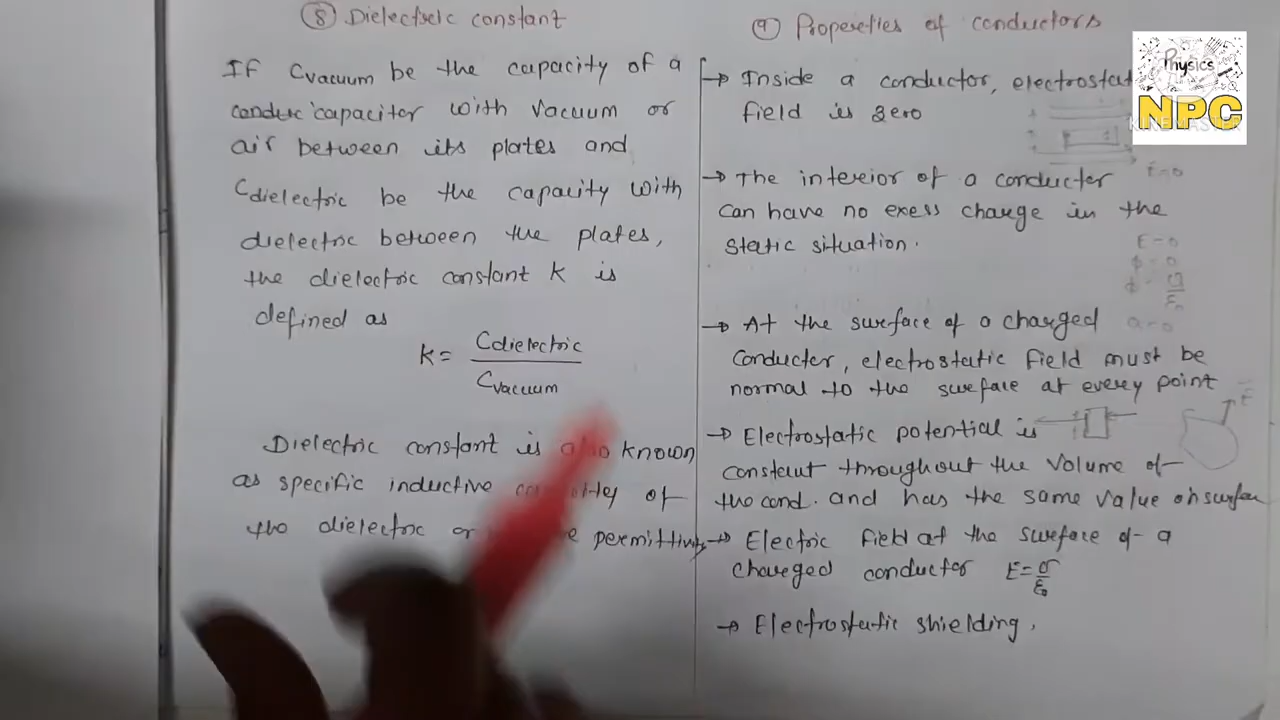 ⑧ Dielectric constant
If Cvacuum be the capacity of a
capacitor with vacuum or
air between its plates and
Cdielectric be the capacity with
dielectric between the plates,
the dielectric constant K is
defined as
K = Cdielectric
Cvacuum
Dielectric constant is also known
as specific inductive of
the dielectric or permittivity
⑨ Properties of conductors
→ Inside a conductor, electrostat
field is zero
→ The interior of a conductor
can have no exess charge in the
static situation.
→ At the surface of a charged
conductor, electrostatic field must be
normal to the surface at every point
→ Electrostatic potential is
constant throughout the volume of
the cond. and has the same value on surface
→ Electric field at the surface of a
charged conductor E = σ/ε₀
→ Electrostatic shielding.
Physics
NPC
E=0
φ=0
E